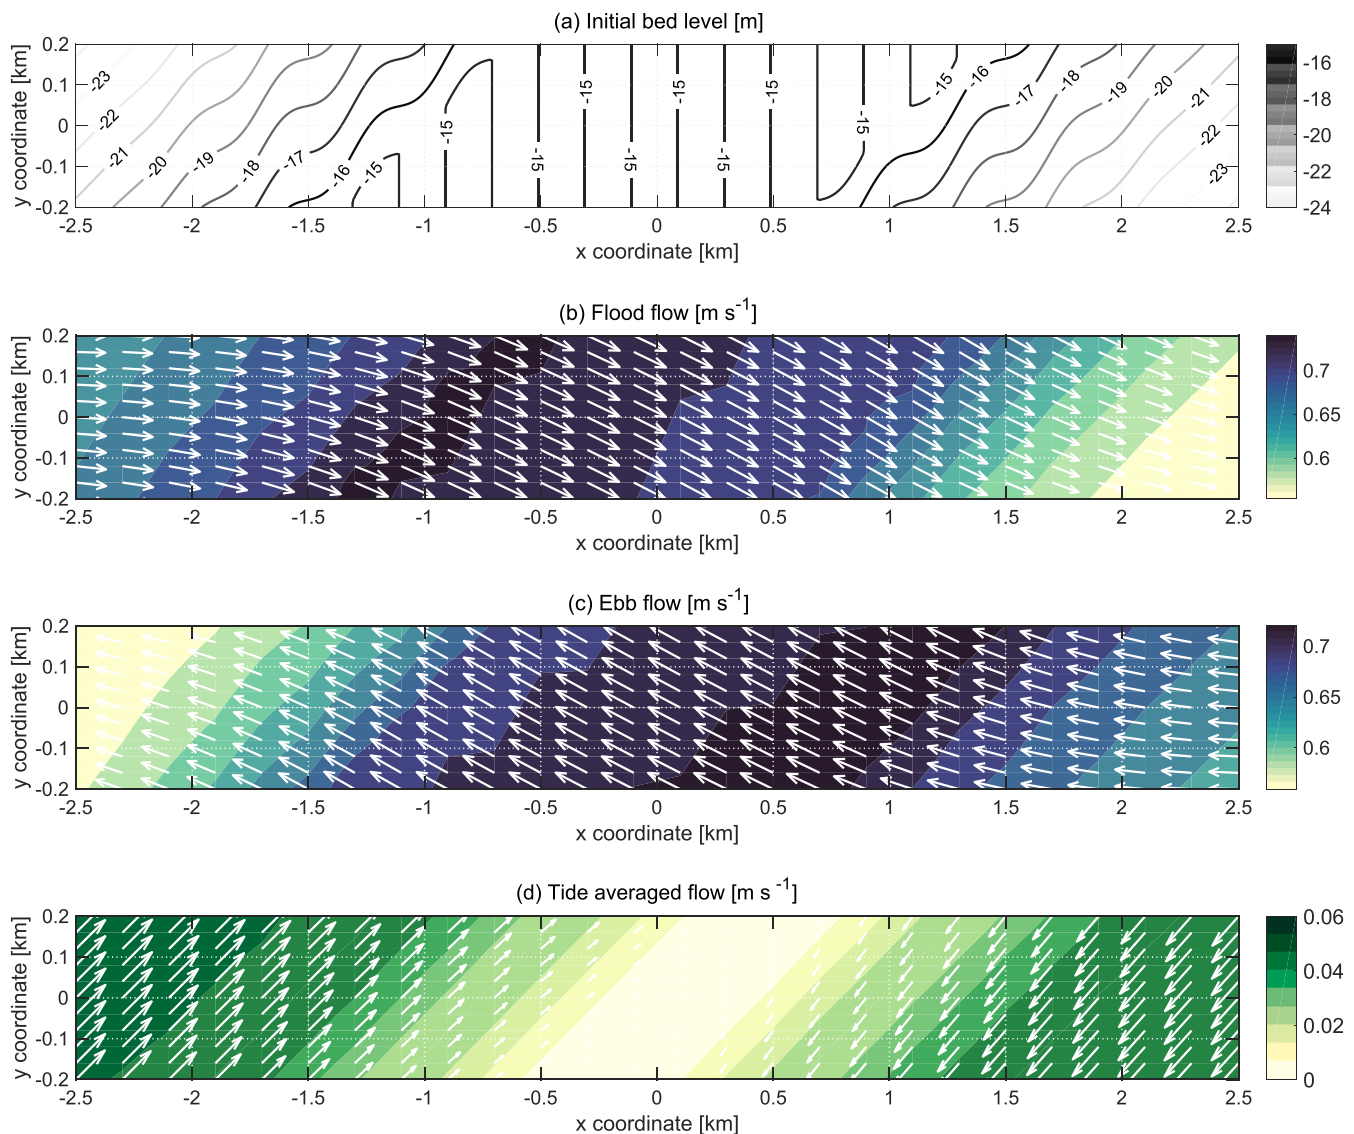 (a) Initial bed level [m]
y coordinate [km]
0.2
0.1
0
-0.1
-0.2
-23 -22 -21 -20 -19 -18 -17 -16 -15 -15 -15 -15 -15 -15 -15 -15 -15 -15 -16 -17 -18 -19 -20 -21 -22 -23
-2.5 -2 -1.5 -1 -0.5 0 0.5 1 1.5 2 2.5
x coordinate [km]
-16
-18
-20
-22
-24
(b) Flood flow [m s-1]
y coordinate [km]
0.2
0.1
0
-0.1
-0.2
-2.5 -2 -1.5 -1 -0.5 0 0.5 1 1.5 2 2.5
x coordinate [km]
0.7
0.65
0.6
(c) Ebb flow [m s-1]
y coordinate [km]
0.2
0.1
0
-0.1
-0.2
-2.5 -2 -1.5 -1 -0.5 0 0.5 1 1.5 2 2.5
x coordinate [km]
0.7
0.65
0.6
(d) Tide averaged flow [m s -1]
y coordinate [km]
0.2
0.1
0
-0.1
-0.2
-2.5 -2 -1.5 -1 -0.5 0 0.5 1 1.5 2 2.5
x coordinate [km]
0.06
0.04
0.02
0